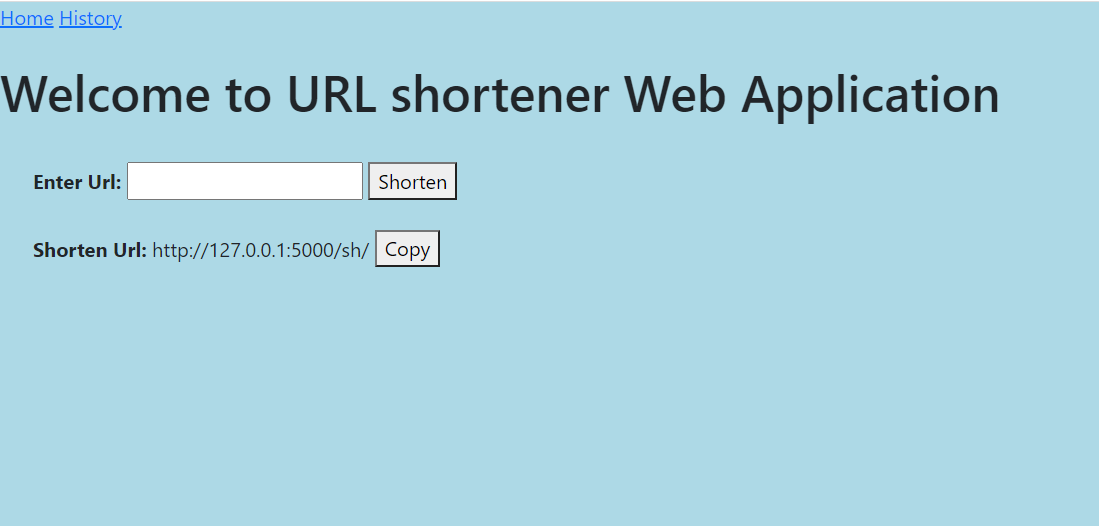 Home History
Welcome to URL shortener Web Application
Enter Url: Shorten
Shorten Url: http://127.0.0.1:5000/sh/ Copy